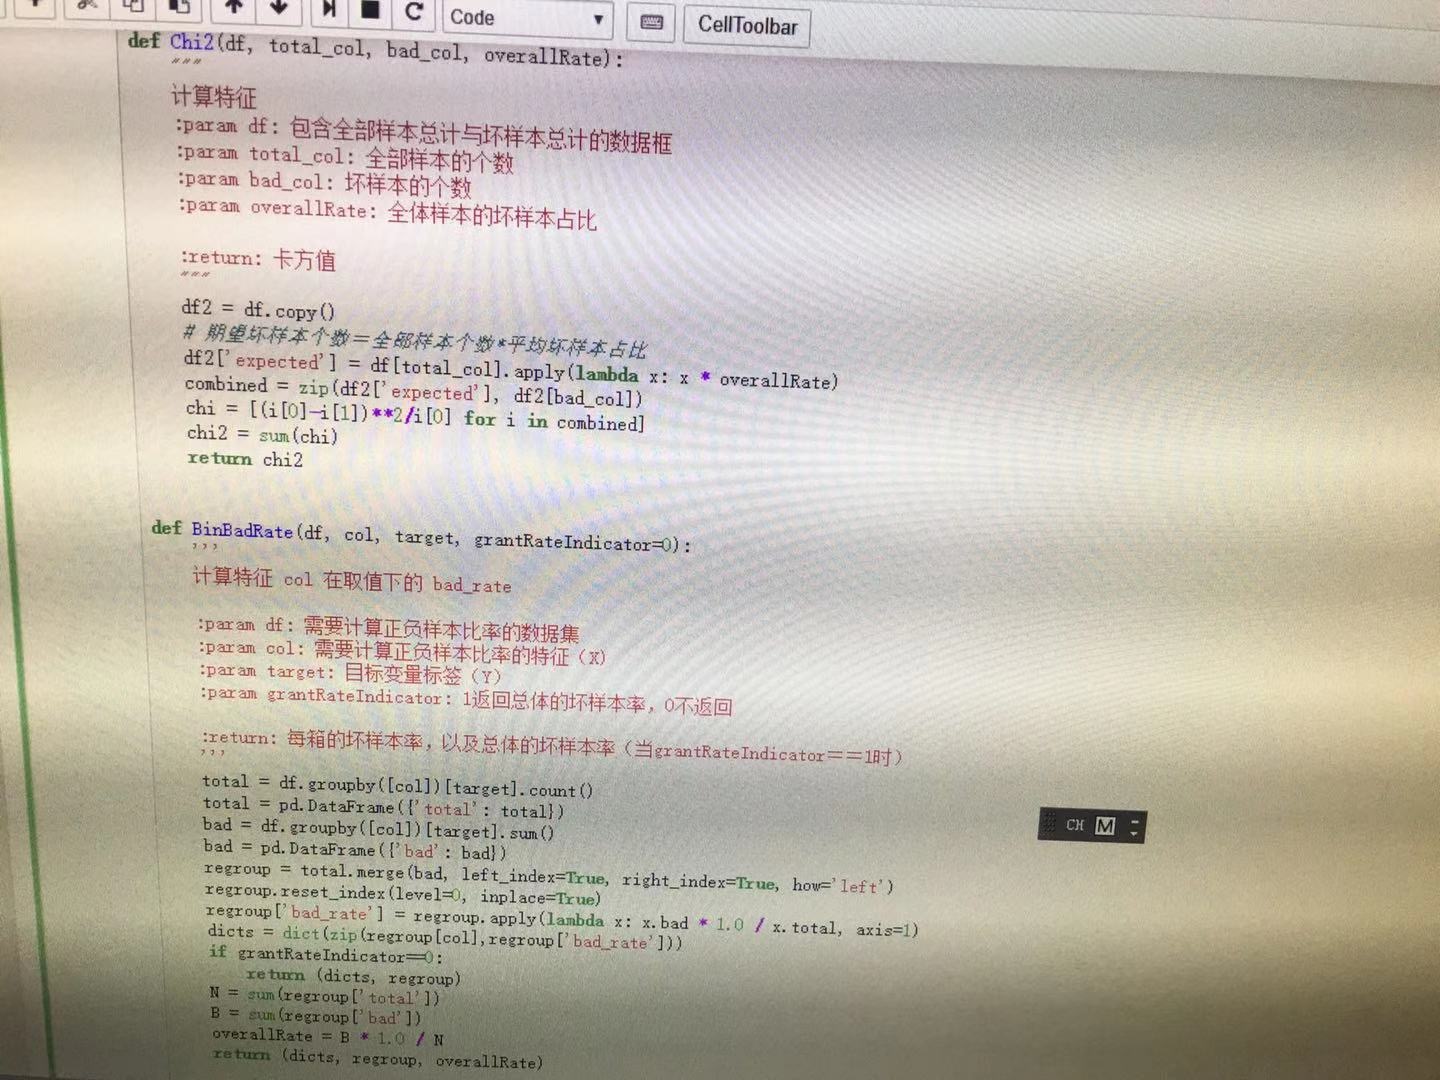 Code
CellToolbar
def Chi2(df, total_col, bad_col, overallRate):
"""
计算特征
:param df: 包含全部样本总计与坏样本总计的数据框
:param total_col: 全部样本的个数
:param bad_col: 坏样本的个数
:param overallRate: 全体样本的坏样本占比
:return: 卡方值
"""
df2 = df.copy()
# 期望坏样本个数＝全部样本个数*平均坏样本占比
df2['expected'] = df[total_col].apply(lambda x: x * overallRate)
combined = zip(df2['expected'], df2[bad_col])
chi = [(i[0]-i[1])**2/i[0] for i in combined]
chi2 = sum(chi)
return chi2
def BinBadRate(df, col, target, grantRateIndicator=0):
'''
计算特征 col 在取值下的 bad_rate
:param df: 需要计算正负样本比率的数据集
:param col: 需要计算正负样本比率的特征（X）
:param target: 目标变量标签（Y）
:param grantRateIndicator: 1返回总体的坏样本率，0不返回
:return: 每箱的坏样本率，以及总体的坏样本率（当grantRateIndicator＝＝1时）
'''
total = df.groupby([col])[target].count()
total = pd.DataFrame({'total': total})
bad = df.groupby([col])[target].sum()
bad = pd.DataFrame({'bad': bad})
regroup = total.merge(bad, left_index=True, right_index=True, how='left')
regroup.reset_index(level=0, inplace=True)
regroup['bad_rate'] = regroup.apply(lambda x: x.bad * 1.0 / x.total, axis=1)
dicts = dict(zip(regroup[col],regroup['bad_rate']))
if grantRateIndicator==0:
return (dicts, regroup)
N = sum(regroup['total'])
B = sum(regroup['bad'])
overallRate = B * 1.0 / N
return (dicts, regroup, overallRate)
CH M